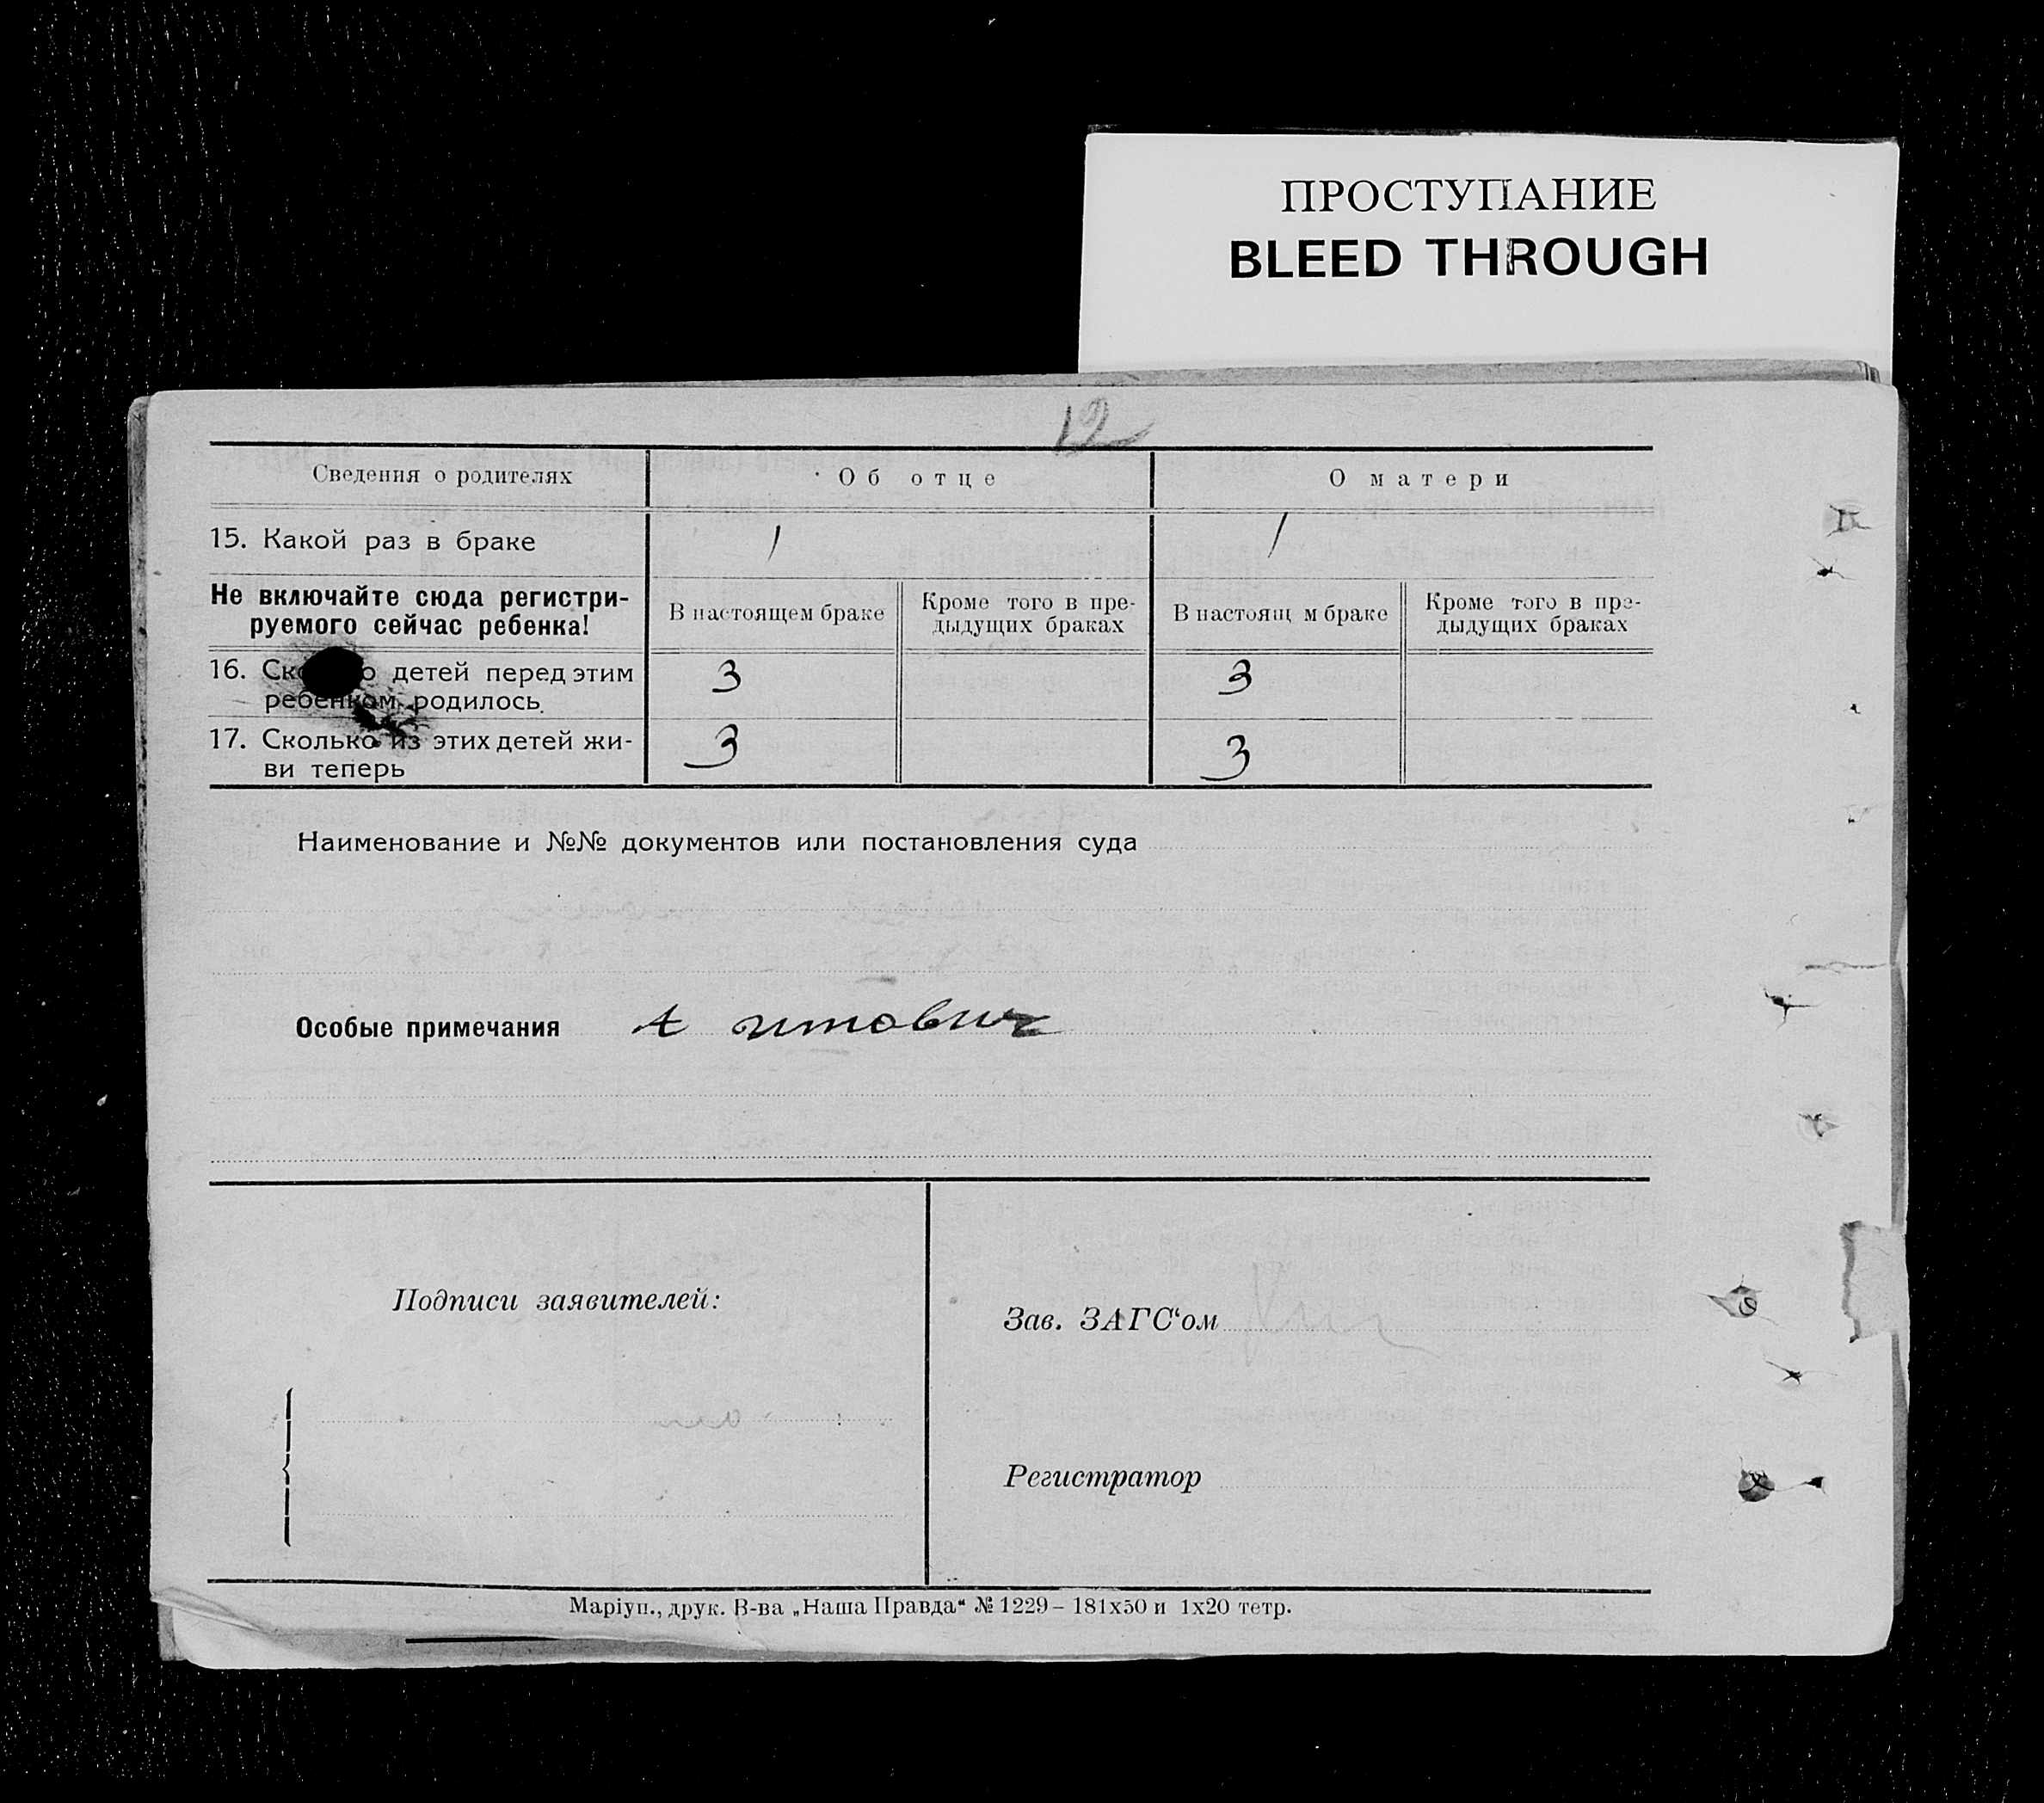 ПРОСТУПАНИЕ
BLEED THROUGH
12
Сведения о родителях
Об отце
О матери
15. Какой раз в браке
1
1
Не включайте сюда регистри-
руемого сейчас ребенка!
В настоящем браке
Кроме того в пре-
дыдущих браках
В настоящ м браке
Кроме того в пре-
дыдущих браках
16. Ско о детей перед этим
ребенком родилось
3
3
17. Сколько из этих детей жи-
ви теперь
3
3
Наименование и №№ документов или постановления суда
Особые примечания
Подписи заявителей:
Зав. ЗАГС‘ом
Регистратор
Маріуп., друк. В-ва „Наша Правда“ № 1229 – 181х50 и 1х20 тетр.